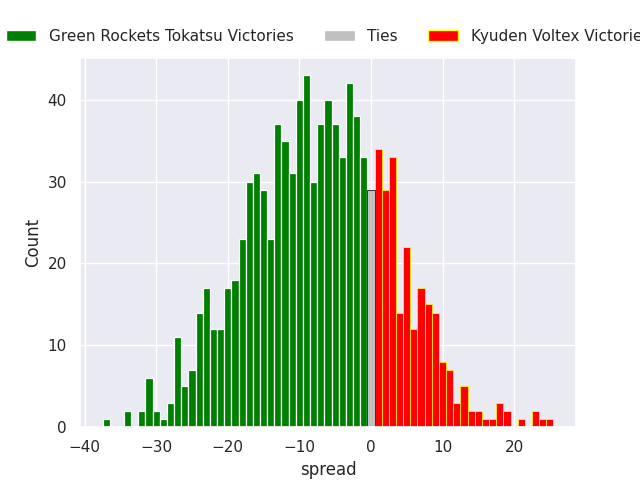 Green Rockets Tokatsu Victories Ties Kyuden Voltex Victorie
40
30
20
10
0
Count
−40 −30 −20 −10 0 10 20
spread